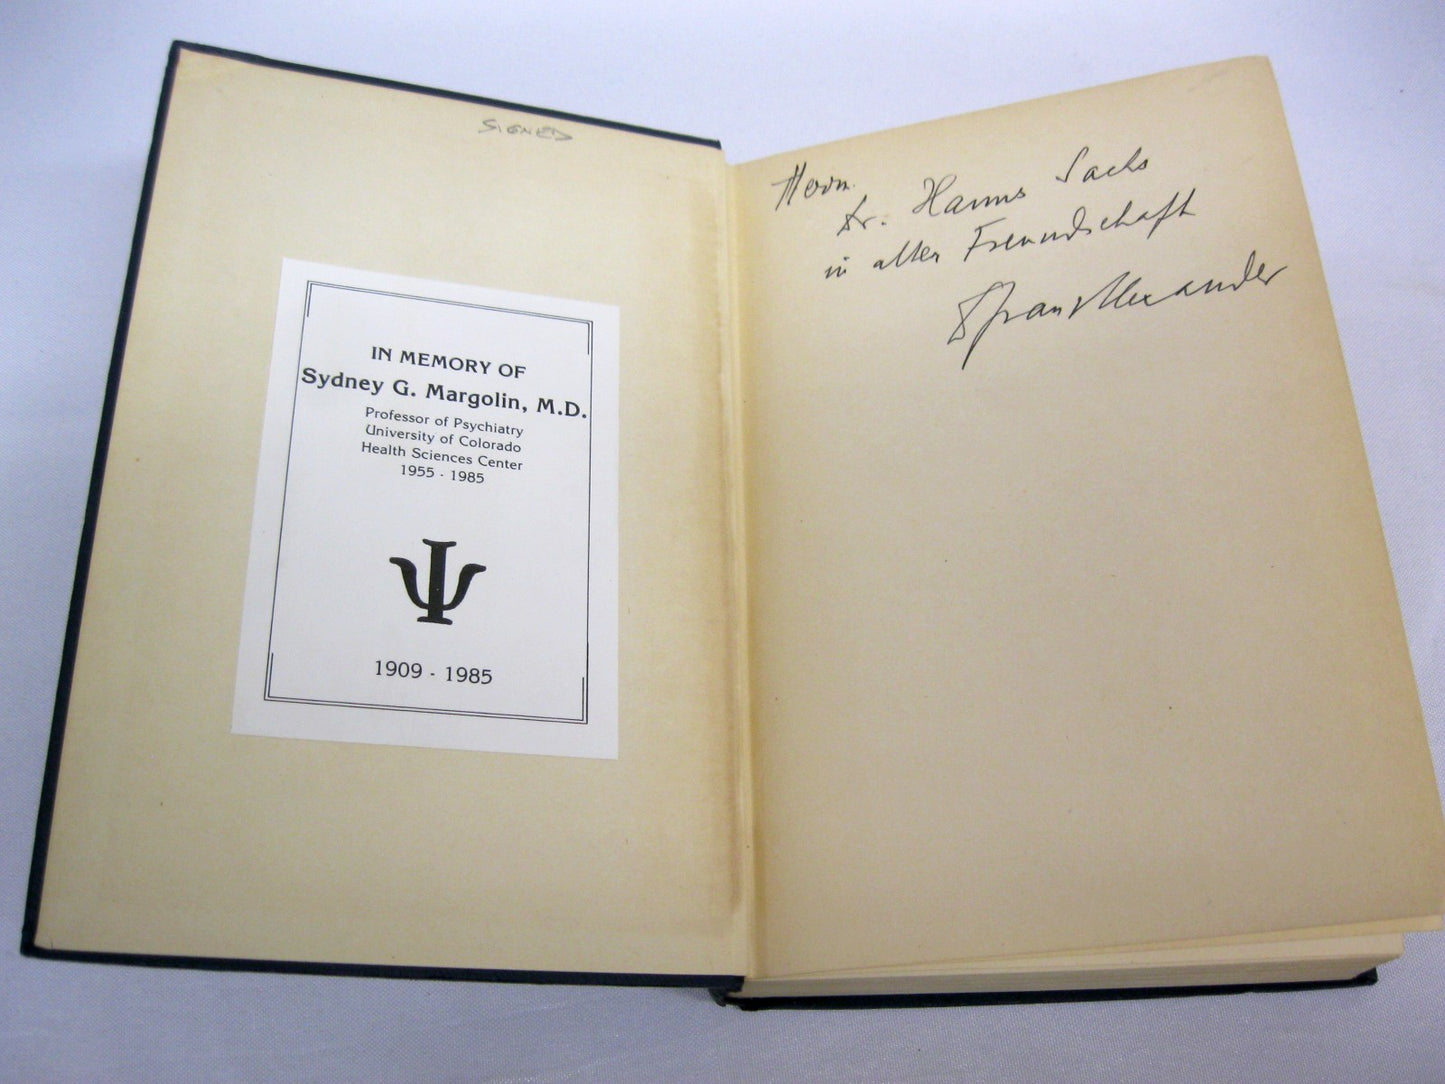 SIGNED
IN MEMORY OF
Sydney G. Margolin, M.D.
Professor of Psychiatry
University of Colorado
Health Sciences Center
1955 - 1985
Ψ
1909 - 1985
Herrn
Dr. Hanns Sachs
in alter Freundschaft
Franz Alexander